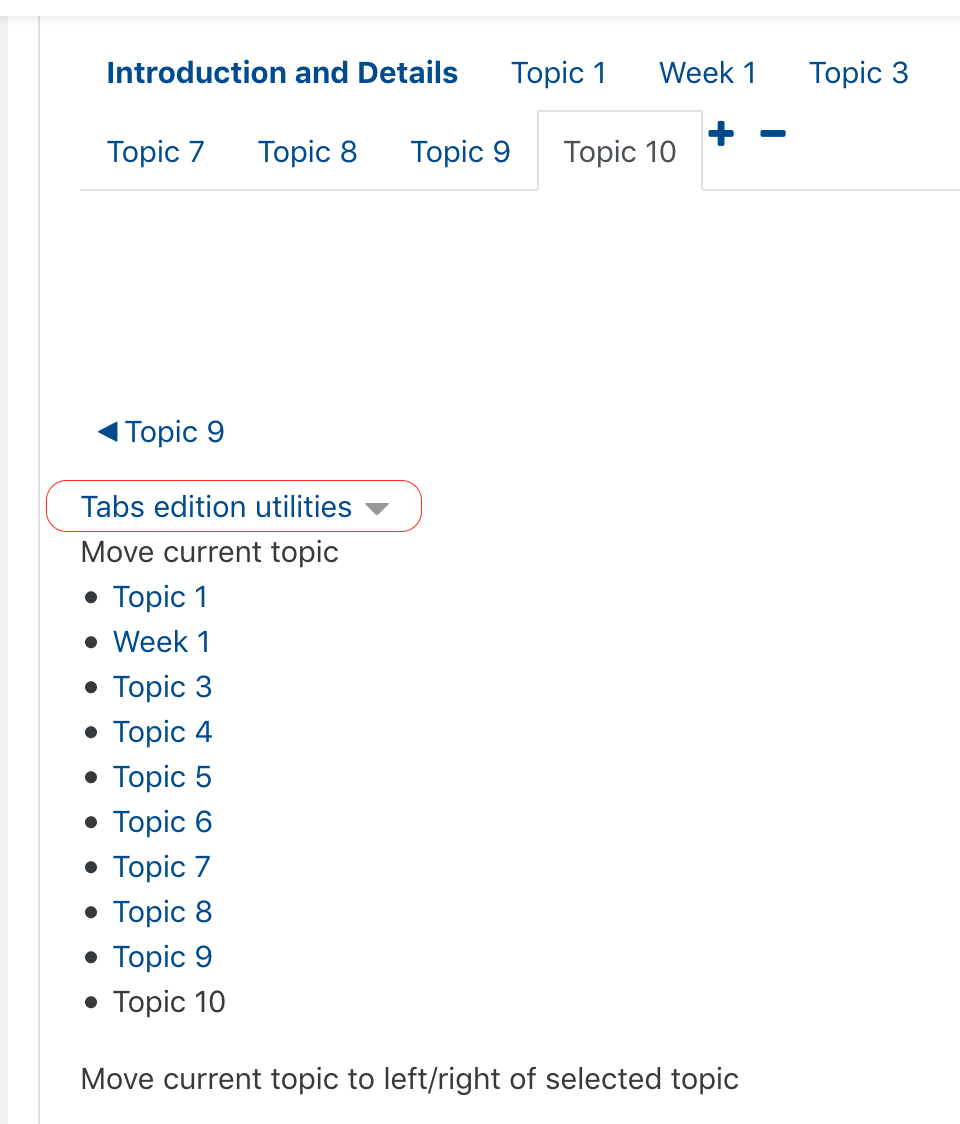 Introduction and Details Topic 1 Week 1 Topic 3
Topic 7 Topic 8 Topic 9 Topic 10
Topic 9
Tabs edition utilities
Move current topic
Topic 1
Week 1
Topic 3
Topic 4
Topic 5
Topic 6
Topic 7
Topic 8
Topic 9
Topic 10
Move current topic to left/right of selected topic